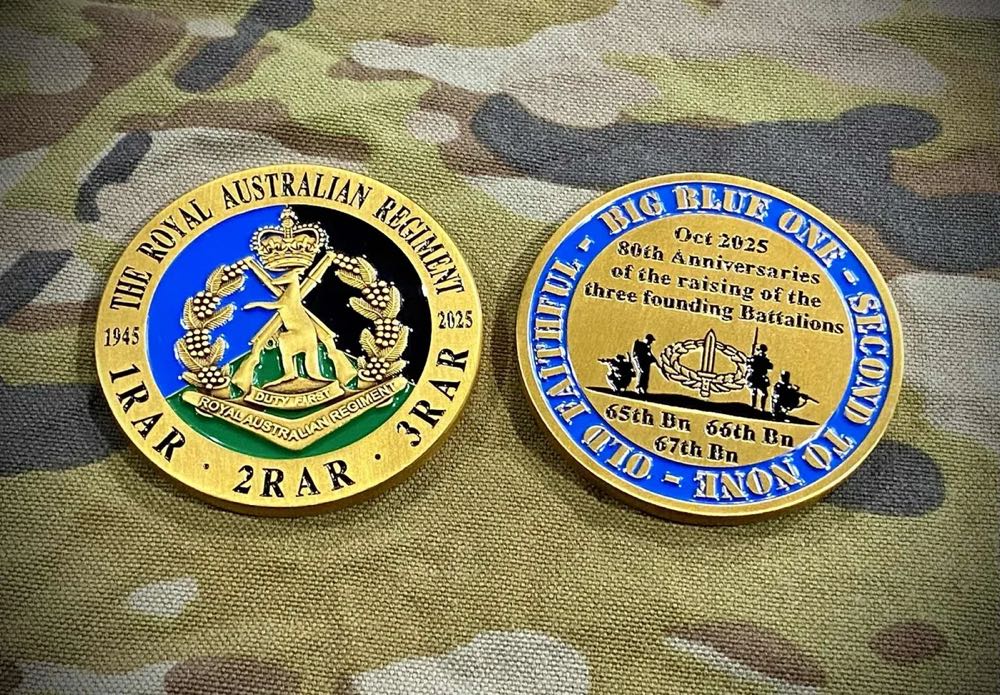 THE ROYAL AUSTRALIAN REGIMENT
1945
2025
DUTY FIRST
ROYAL AUSTRALIAN REGIMENT
1RAR · 2RAR · 3RAR
BIG BLUE ONE - SECOND TO NONE - OLD FAITHFUL -
Oct 2025
80th Anniversaries
of the raising of the
three founding Battalions
65th Bn 66th Bn
67th Bn